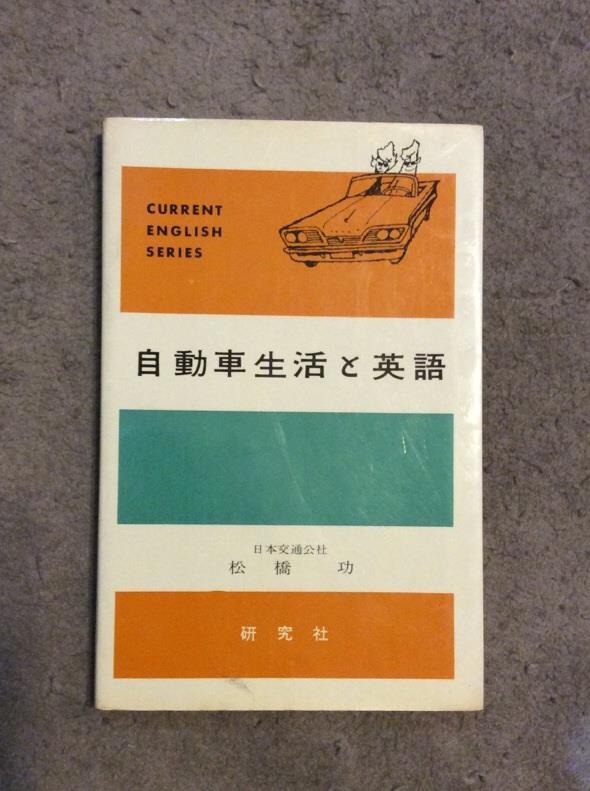 CURRENT
ENGLISH
SERIES
自動車生活と英語
日本交通公社
松橋 功
研究社